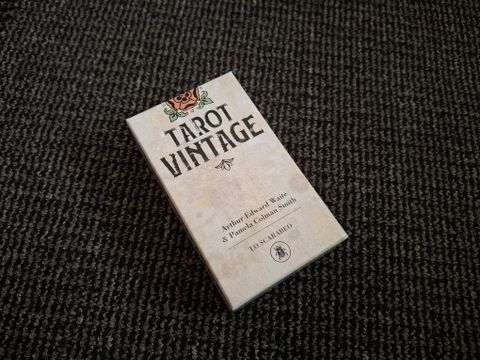 TAROT
VINTAGE
Arthur Edward Waite
& Pamela Colman Smith
LO SCARABEO